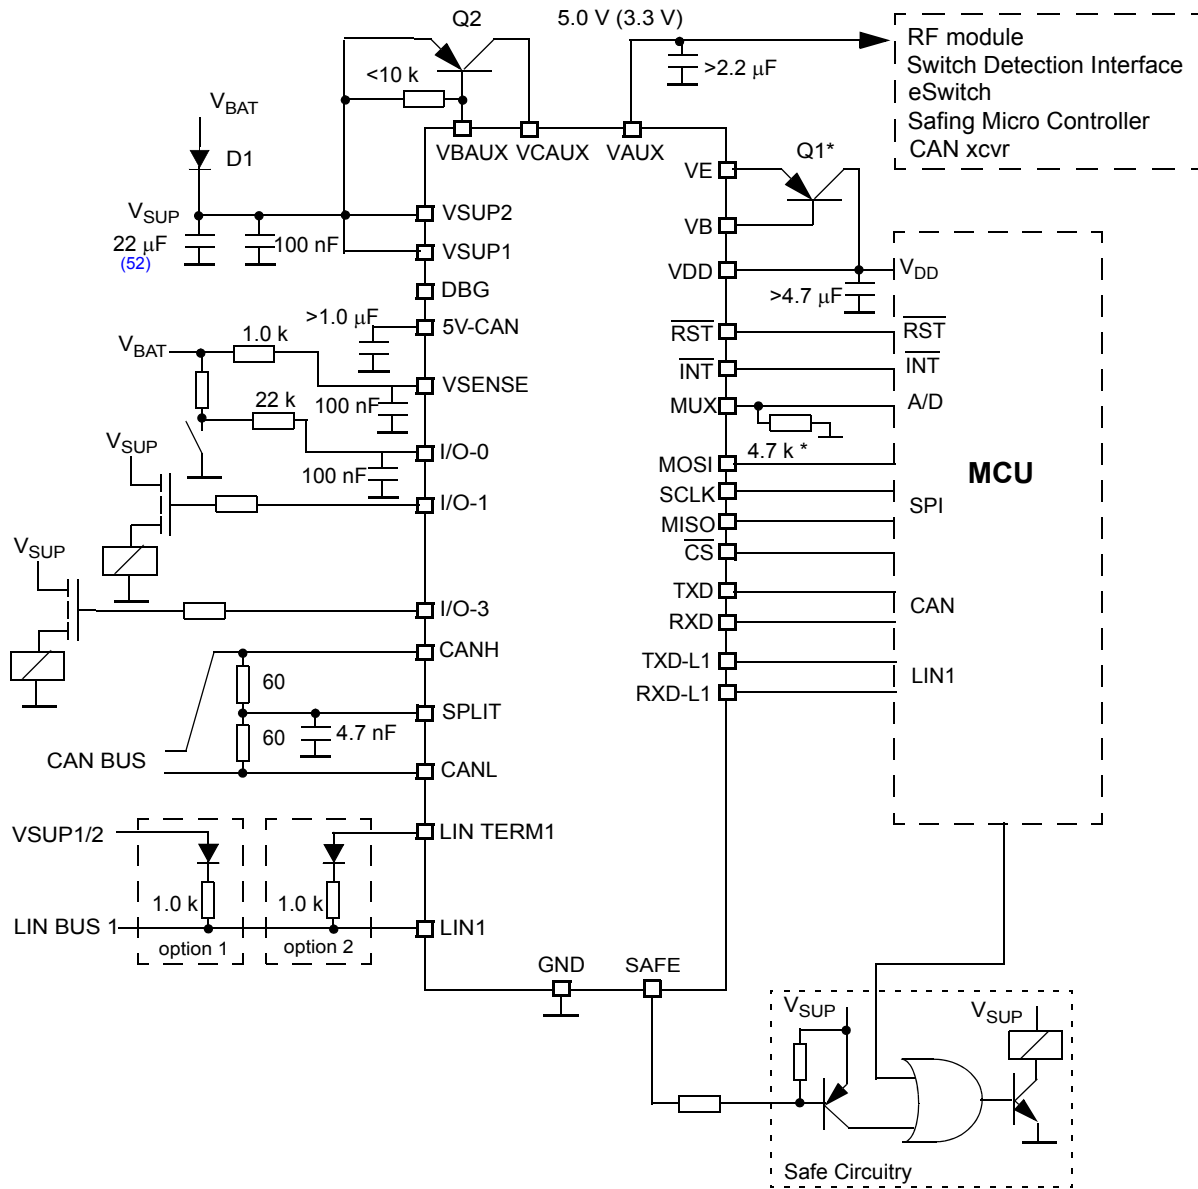 Q2
5.0 V (3.3 V)
RF module
Switch Detection Interface
eSwitch
Safing Micro Controller
CAN xcvr
>2.2 μF
<10 k
VBAT
D1
VBAUX
VCAUX
VAUX
Q1*
VE
VB
VSUP
22 μF
(52)
100 nF
VSUP2
VSUP1
VDD
VDD
>4.7 μF
DBG
>1.0 μF
5V-CAN
RST
RST
VBAT
1.0 k
VSENSE
INT
INT
100 nF
MUX
A/D
22 k
4.7 k *
VSUP
I/O-0
100 nF
MOSI
SCLK
MISO
CS
SPI
MCU
I/O-1
VSUP
I/O-3
TXD
RXD
CAN
CANH
60
SPLIT
60
4.7 nF
CAN BUS
CANL
TXD-L1
RXD-L1
LIN1
VSUP1/2
LIN TERM1
1.0 k
1.0 k
LIN BUS 1
LIN1
option 1
option 2
GND
SAFE
VSUP
VSUP
Safe Circuitry